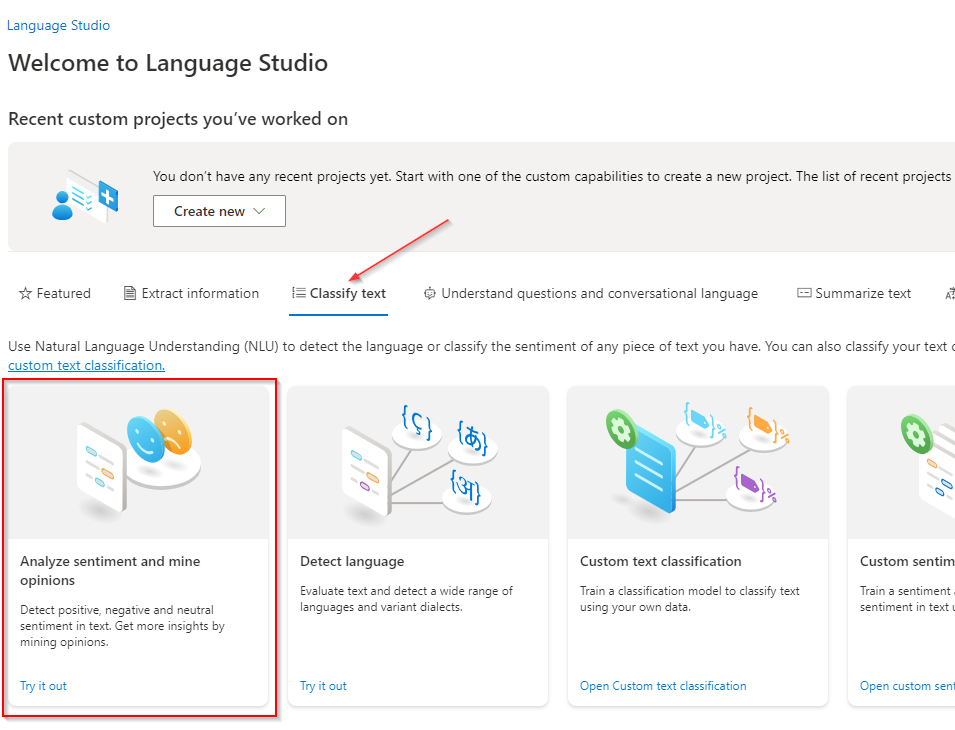 Language Studio
Welcome to Language Studio
Recent custom projects you've worked on
You don't have any recent projects yet. Start with one of the custom capabilities to create a new project. The list of recent projects
Create new
Featured
Extract information
Classify text
Understand questions and conversational language
Summarize text
Use Natural Language Understanding (NLU) to detect the language or classify the sentiment of any piece of text you have. You can also classify your text
custom text classification.
{ç}
{あ}
{अ}
%
%
%
Analyze sentiment and mine
opinions
Detect positive, negative and neutral
sentiment in text. Get more insights by
mining opinions.
Try it out
Detect language
Evaluate text and detect a wide range of
languages and variant dialects.
Try it out
Custom text classification
Train a classification model to classify text
using your own data.
Open Custom text classification
Custom sentim
Train a sentiment
sentiment in text
Open custom sent